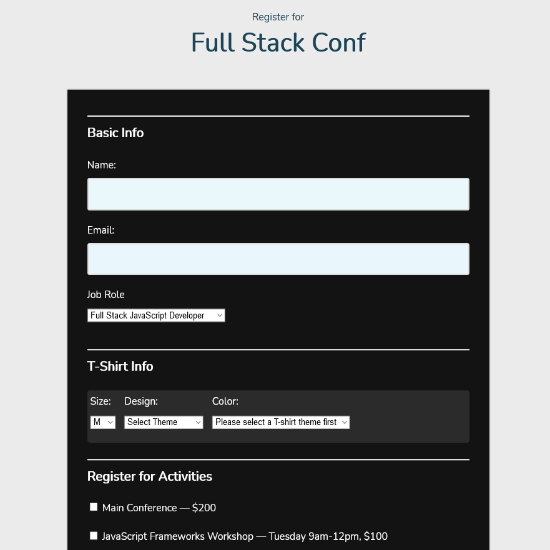 Register for
Full Stack Conf
Basic Info
Name:
Email:
Job Role
Full Stack JavaScript Developer
T-Shirt Info
Size: Design: Color:
M Select Theme Please select a T-shirt theme first
Register for Activities
Main Conference — $200
JavaScript Frameworks Workshop — Tuesday 9am-12pm, $100